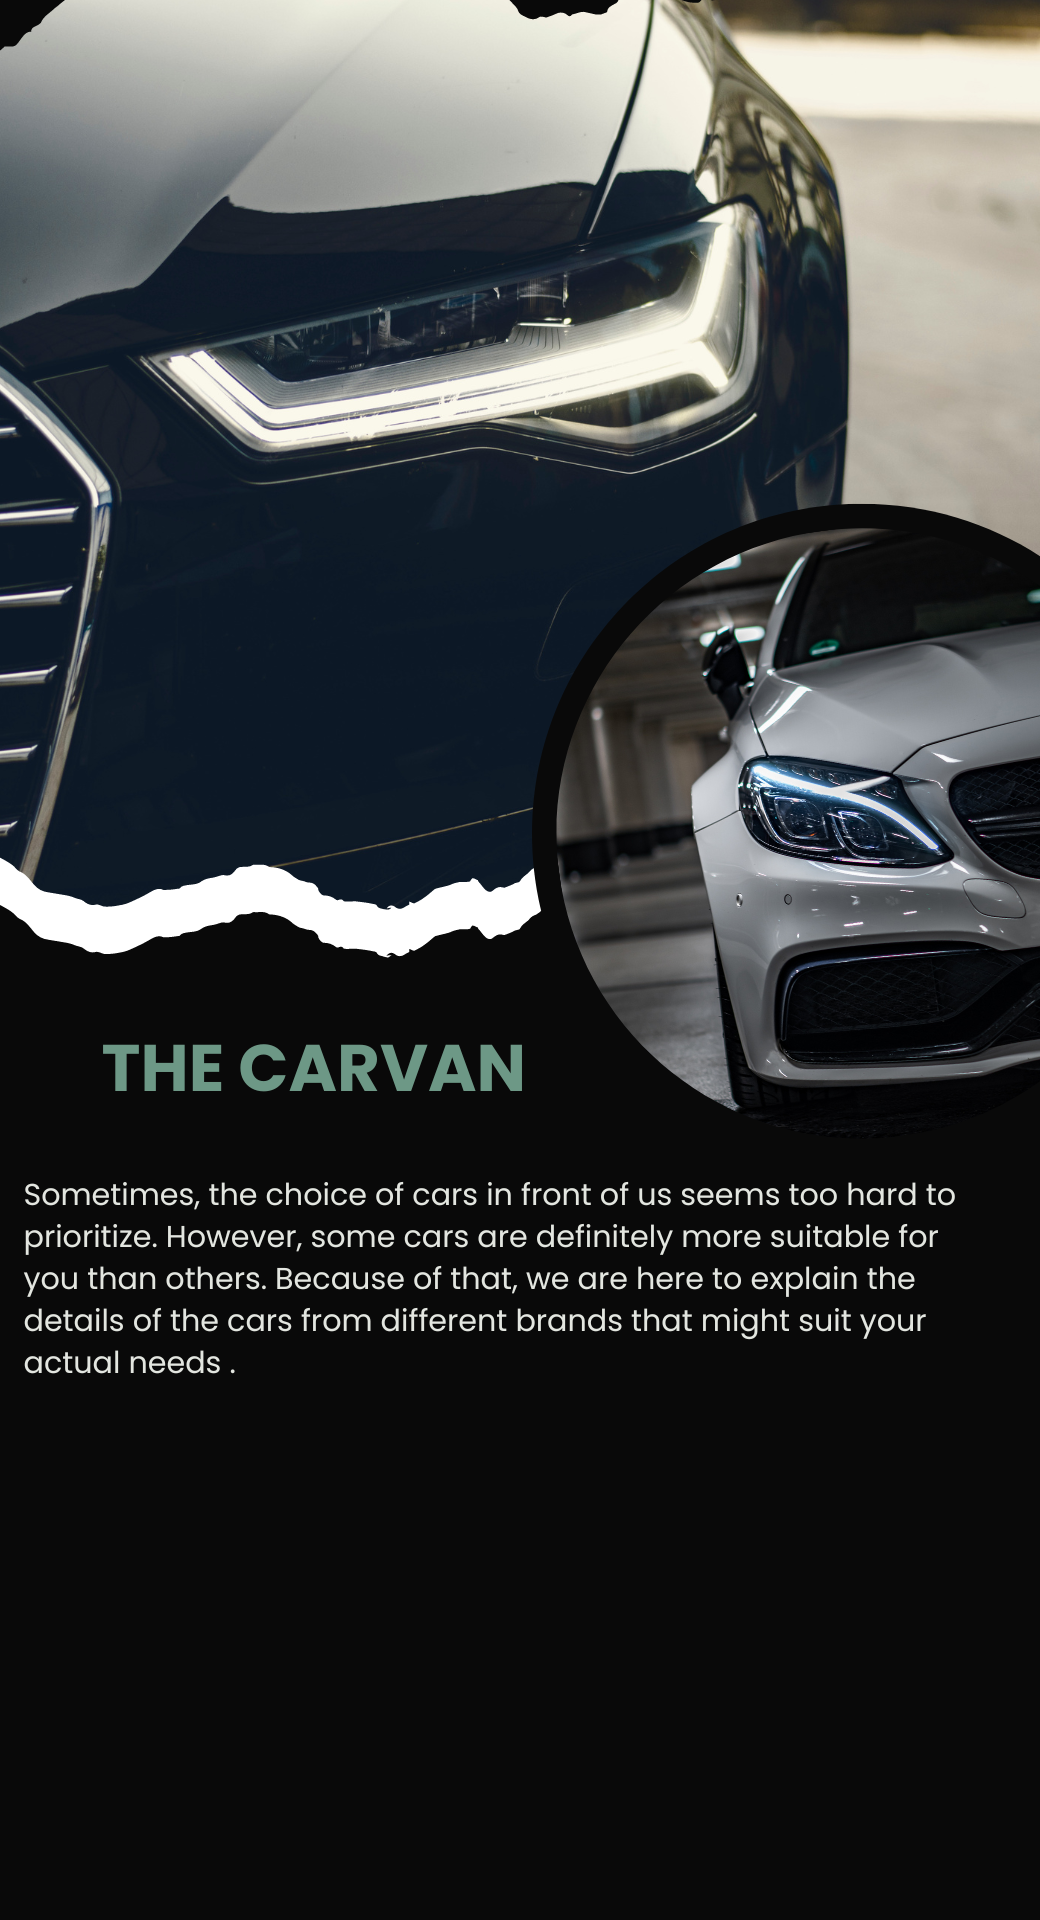 THE CARVAN
Sometimes, the choice of cars in front of us seems too hard to
prioritize. However, some cars are definitely more suitable for
you than others. Because of that, we are here to explain the
details of the cars from different brands that might suit your
actual needs .